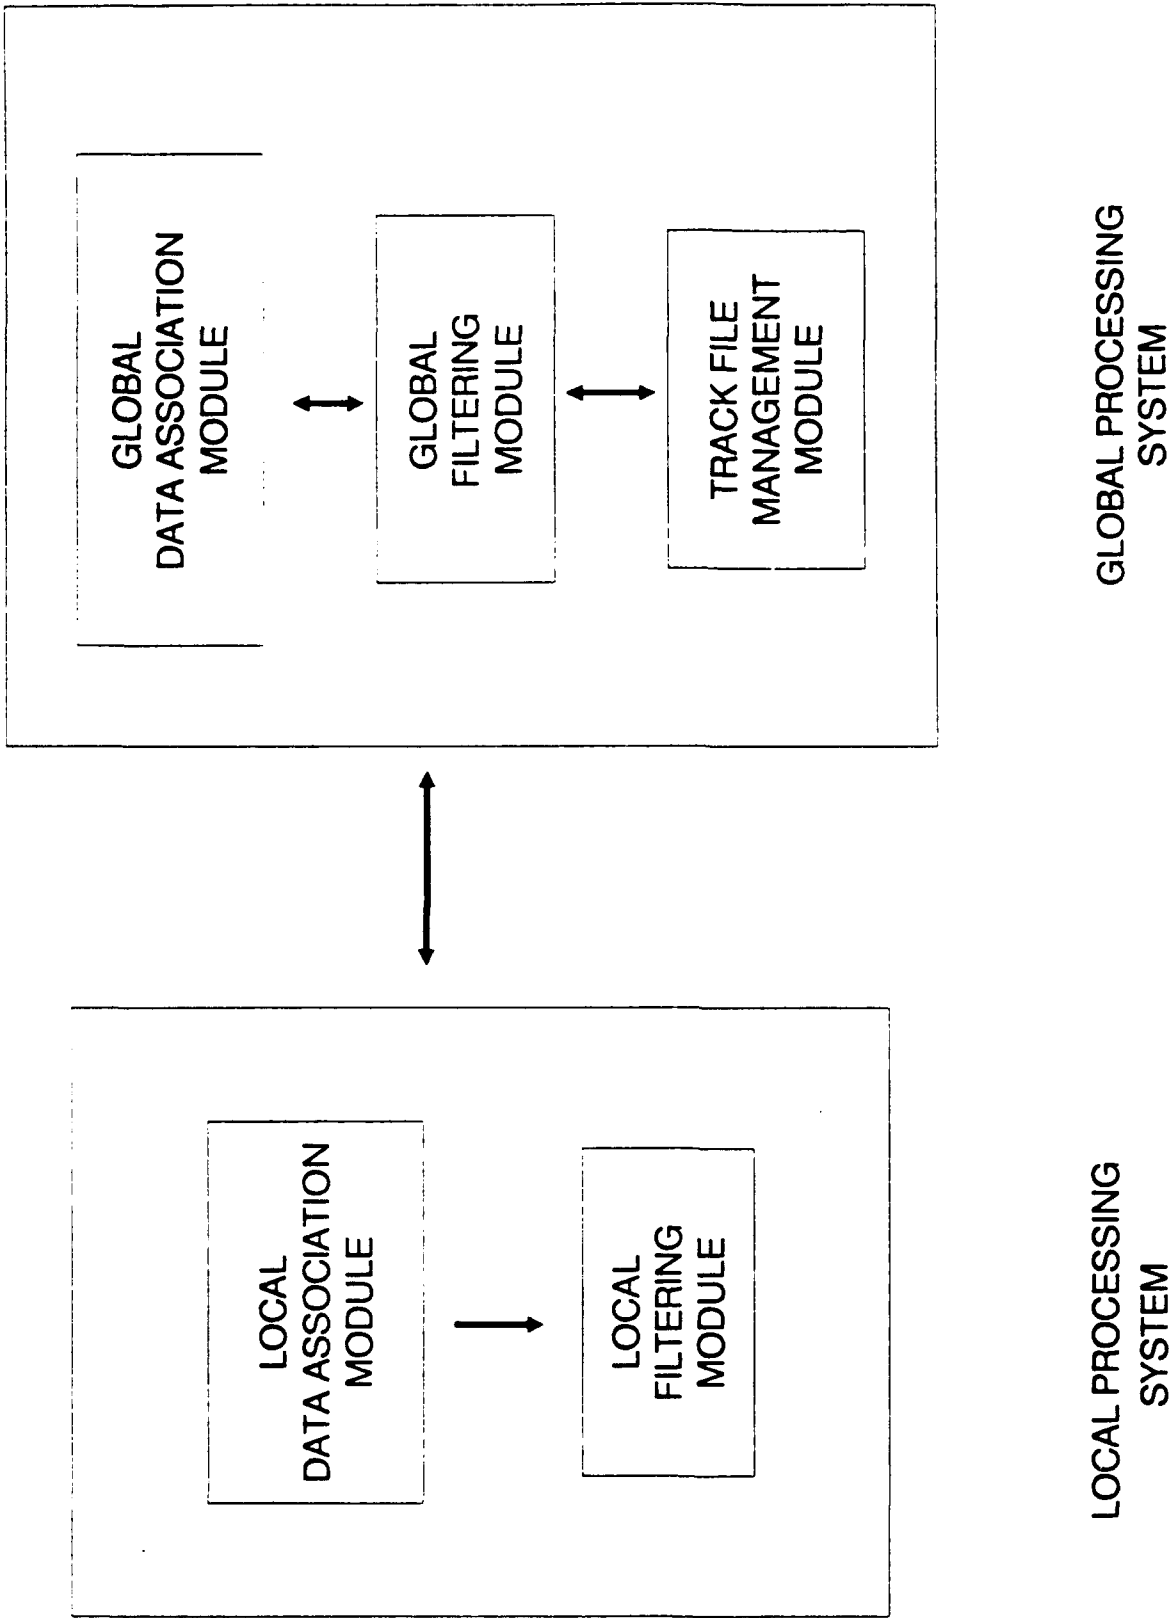 LOCAL
DATA ASSOCIATION
MODULE
LOCAL
FILTERING
MODULE
LOCAL PROCESSING
SYSTEM
GLOBAL
DATA ASSOCIATION
MODULE
GLOBAL
FILTERING
MODULE
TRACK FILE
MANAGEMENT
MODULE
GLOBAL PROCESSING
SYSTEM